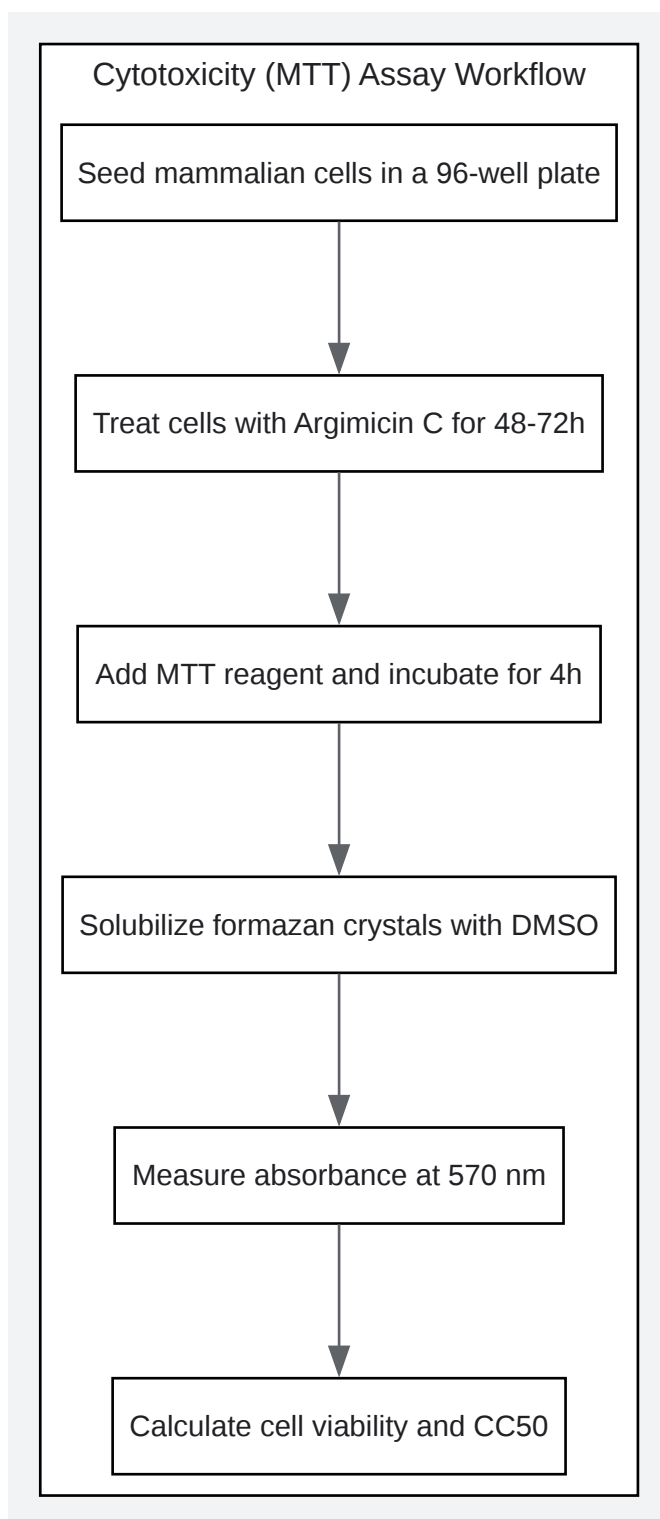 Cytotoxicity (MTT) Assay Workflow
Seed mammalian cells in a 96-well plate
Treat cells with Argimicin C for 48-72h
Add MTT reagent and incubate for 4h
Solubilize formazan crystals with DMSO
Measure absorbance at 570 nm
Calculate cell viability and CC50